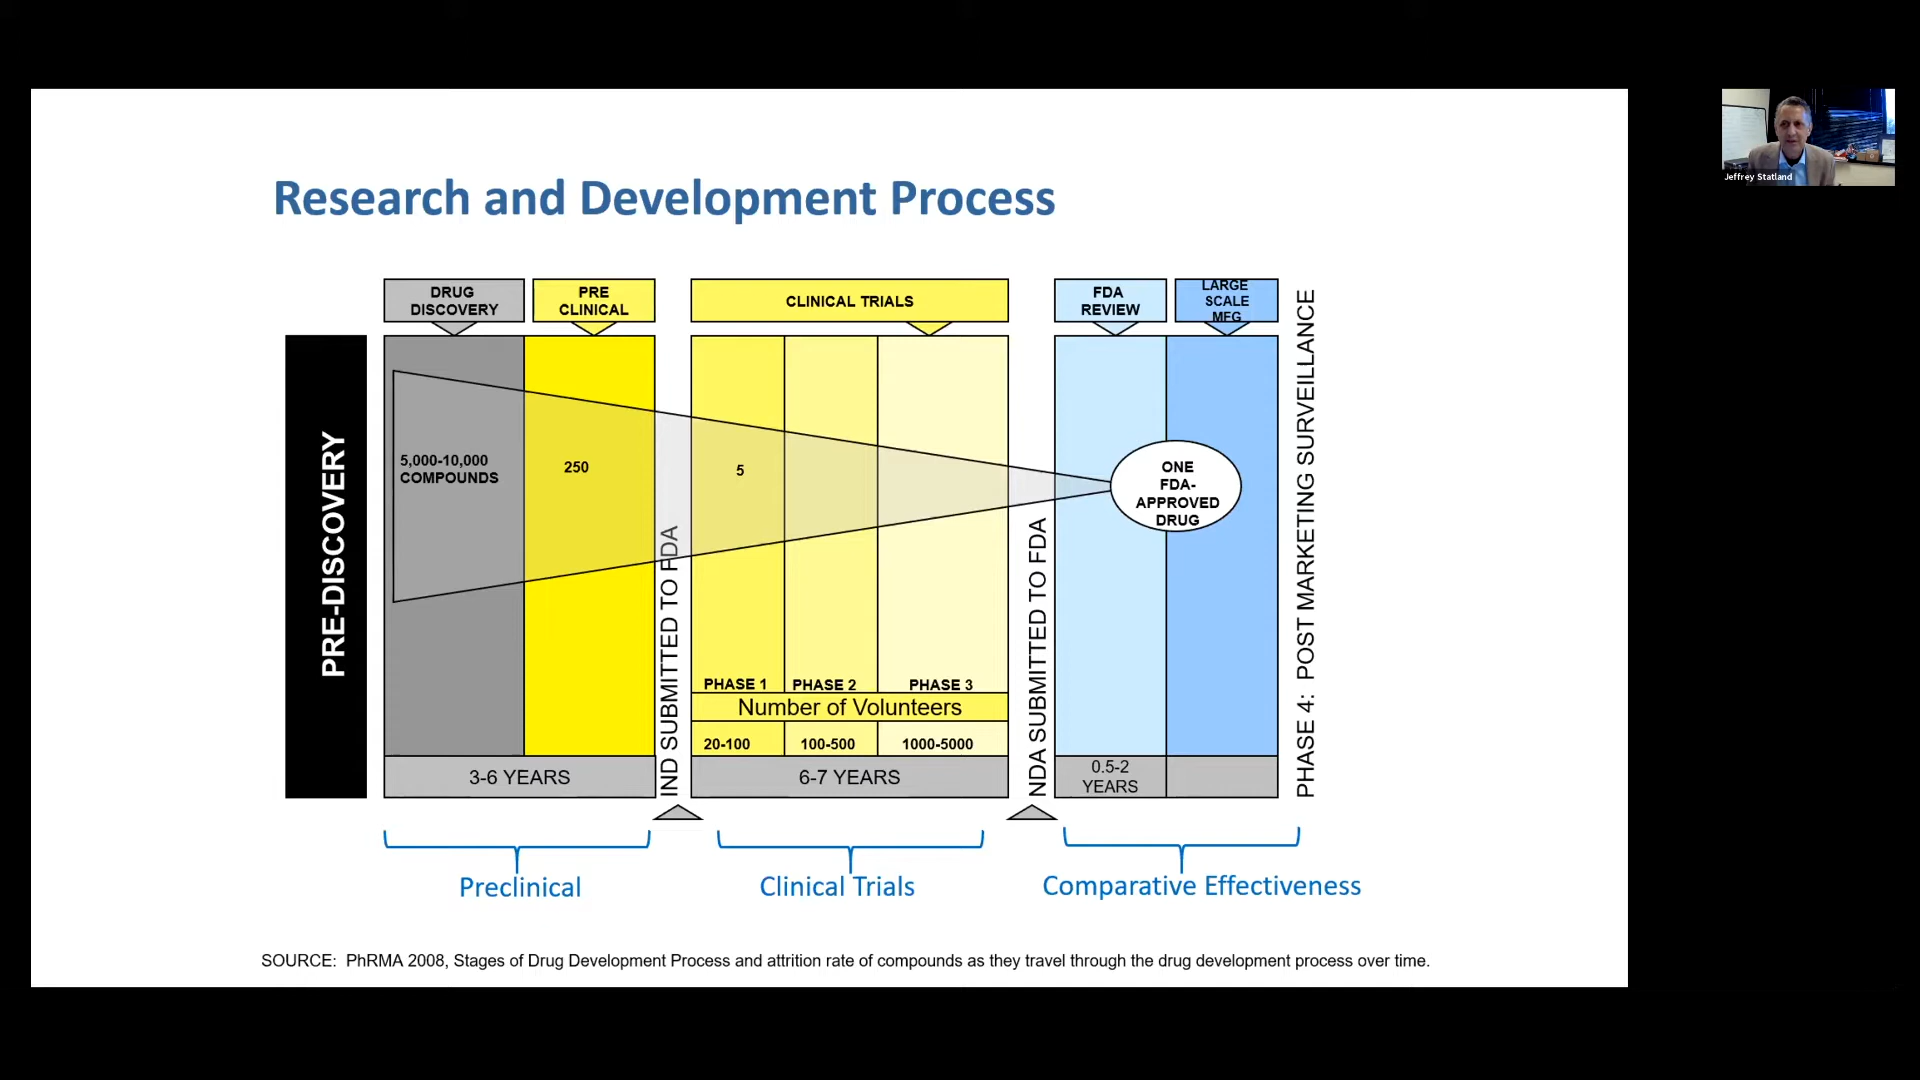 Jeffrey Statland
Research and Development Process
DRUG
DISCOVERY
PRE
CLINICAL
CLINICAL TRIALS
FDA
REVIEW
LARGE
SCALE
MFG
PRE-DISCOVERY
5,000-10,000
COMPOUNDS
250
IND SUBMITTED TO FDA
5
PHASE 1
PHASE 2
PHASE 3
Number of Volunteers
20-100
100-500
1000-5000
NDA SUBMITTED TO FDA
ONE
FDA-
APPROVED
DRUG
PHASE 4: POST MARKETING SURVEILLANCE
3-6 YEARS
6-7 YEARS
0.5-2
YEARS
Preclinical
Clinical Trials
Comparative Effectiveness
SOURCE: PhRMA 2008, Stages of Drug Development Process and attrition rate of compounds as they travel through the drug development process over time.